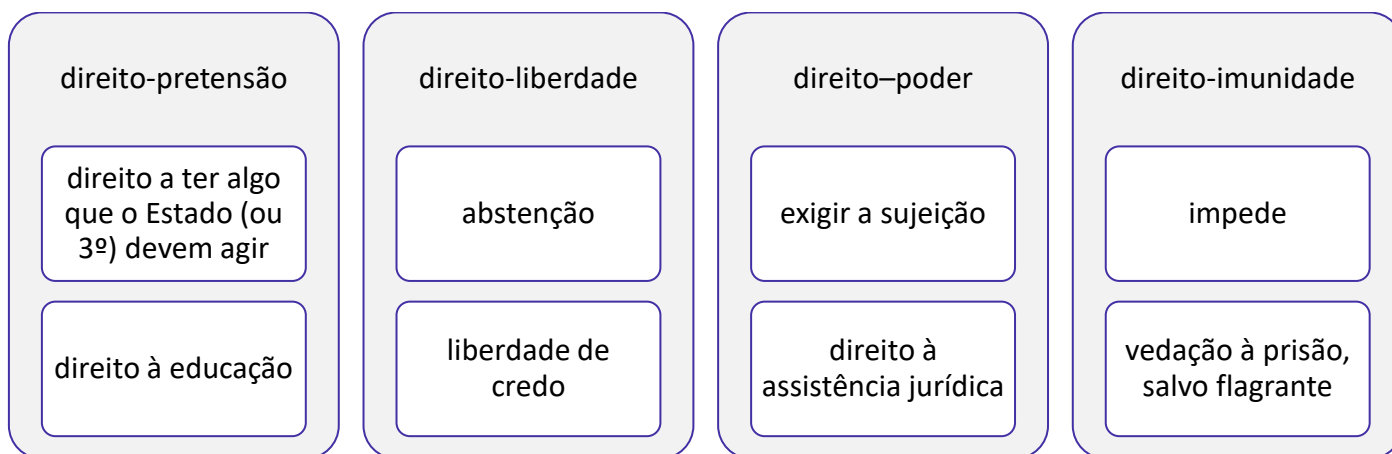 direito-pretensão
direito a ter algo
que o Estado (ou
3º) devem agir
direito à educação
direito-liberdade
abstenção
liberdade de
credo
direito–poder
exigir a sujeição
direito à
assistência jurídica
direito-imunidade
impede
vedação à prisão,
salvo flagrante